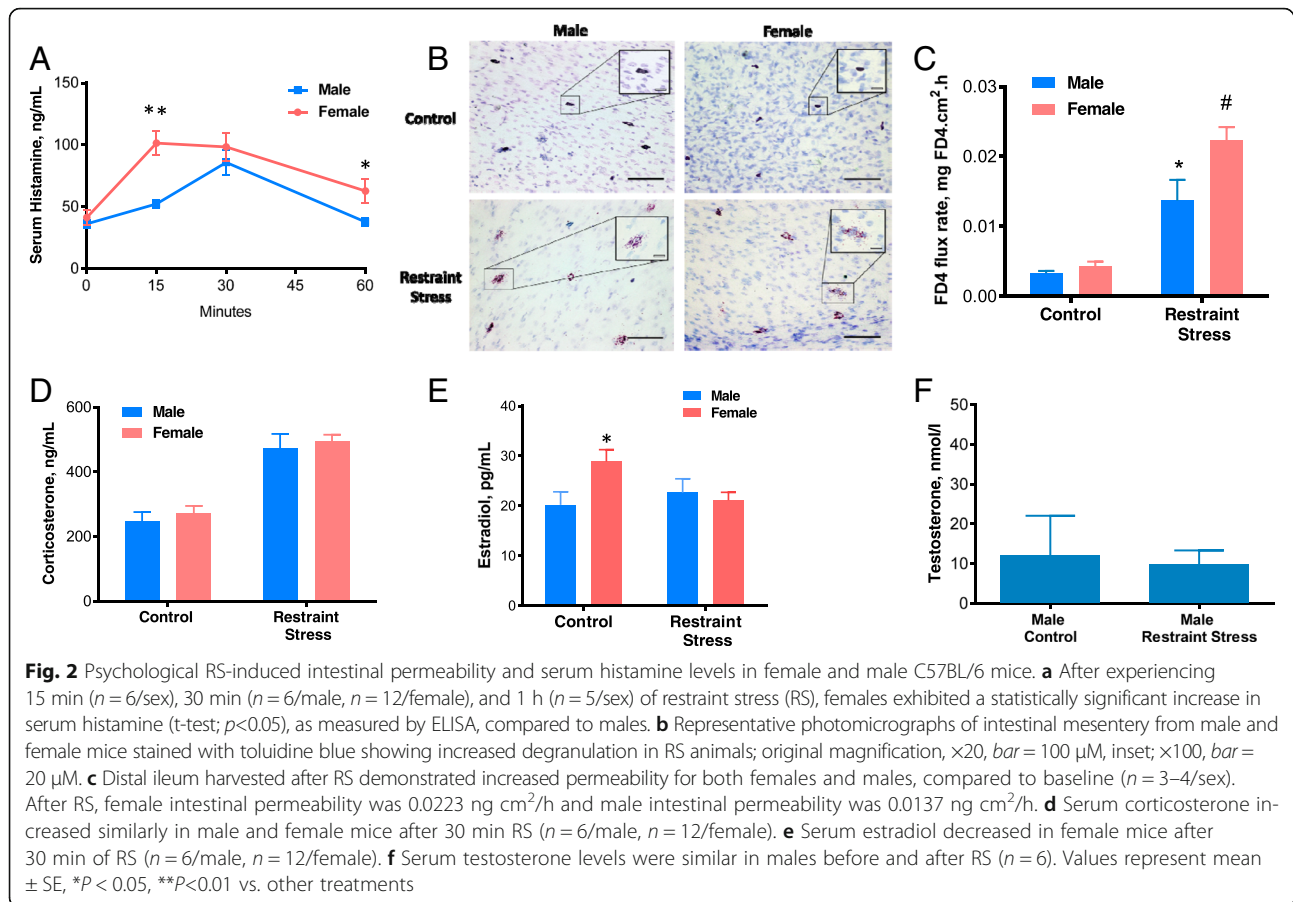 A
Serum Histamine, ng/mL
150
100
50
0
**
*
Male
Female
0
15
30
45
60
Minutes
B
Male
Female
Control
Restraint
Stress
C
FD4 flux rate, mg FD4.cm².h
0.03
0.02
0.01
0.00
Male
Female
*
#
Control
Restraint
Stress
D
Corticosterone, ng/mL
600
400
200
0
Male
Female
Control
Restraint
Stress
E
Estradiol, pg/mL
40
30
20
10
0
Male
Female
*
Control
Restraint
Stress
F
Testosterone, nmol/l
50
40
30
20
10
0
Male
Control
Male
Restraint Stress
Fig. 2 Psychological RS-induced intestinal permeability and serum histamine levels in female and male C57BL/6 mice. a After experiencing
15 min (n = 6/sex), 30 min (n = 6/male, n = 12/female), and 1 h (n = 5/sex) of restraint stress (RS), females exhibited a statistically significant increase in
serum histamine (t-test; p<0.05), as measured by ELISA, compared to males. b Representative photomicrographs of intestinal mesentery from male and
female mice stained with toluidine blue showing increased degranulation in RS animals; original magnification, ×20, bar = 100 μM, inset; ×100, bar =
20 μM. c Distal ileum harvested after RS demonstrated increased permeability for both females and males, compared to baseline (n = 3–4/sex).
After RS, female intestinal permeability was 0.0223 ng cm²/h and male intestinal permeability was 0.0137 ng cm²/h. d Serum corticosterone in-
creased similarly in male and female mice after 30 min RS (n = 6/male, n = 12/female). e Serum estradiol decreased in female mice after
30 min of RS (n = 6/male, n = 12/female). f Serum testosterone levels were similar in males before and after RS (n = 6). Values represent mean
± SE, *P < 0.05, **P<0.01 vs. other treatments